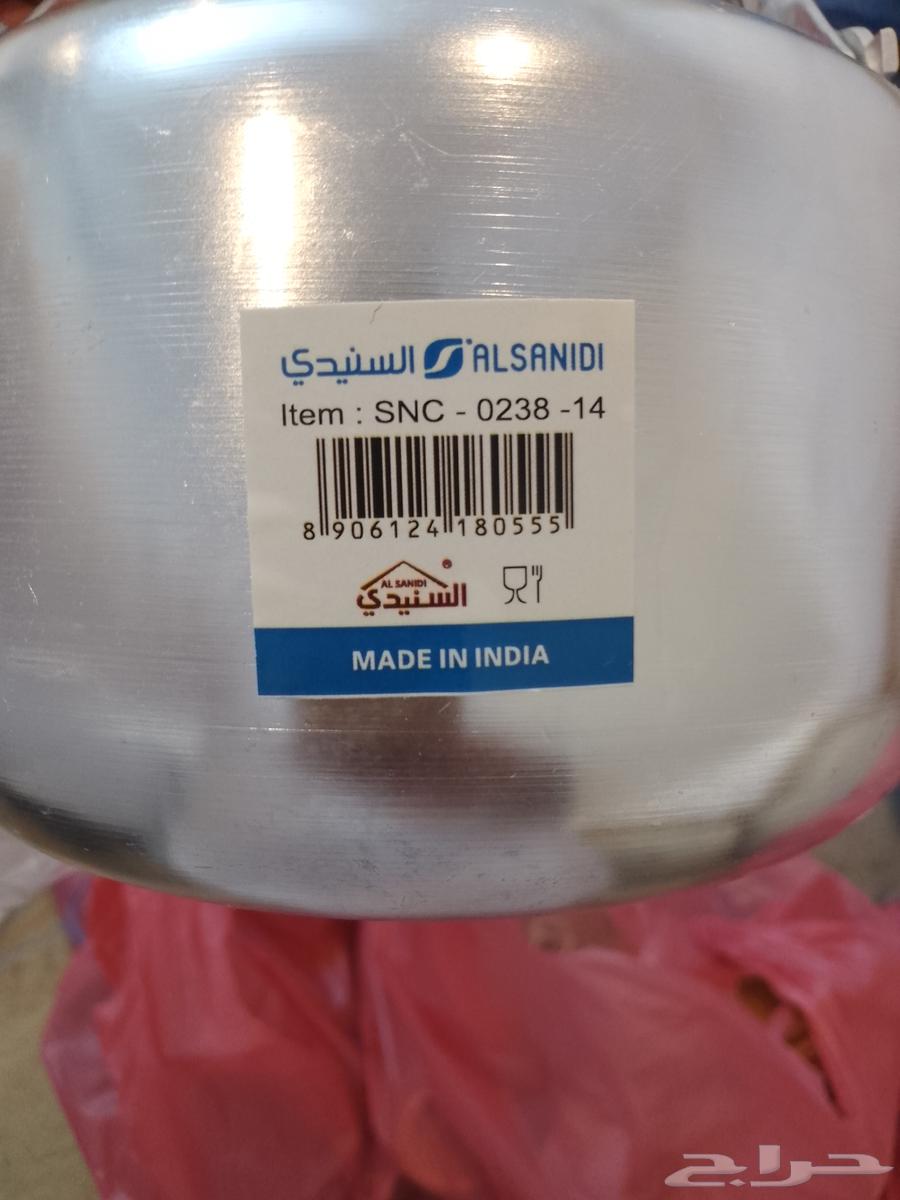 السنيدي ALSANIDI
Item : SNC - 0238 -14
8 906124 180555
AL SANIDI ®
السنيدي
MADE IN INDIA
حراج